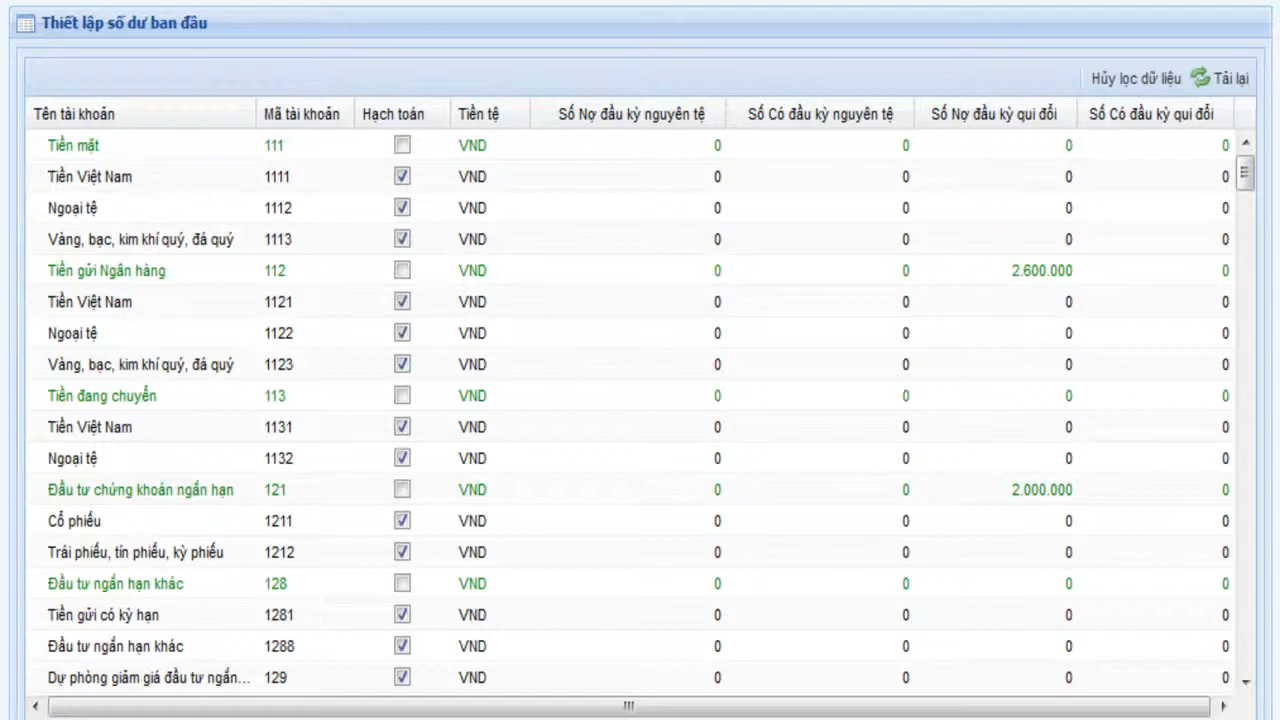 Thiết lập số dư ban đầu
Hủy lọc dữ liệu Tải lại
Tên tài khoản Mã tài khoản Hạch toán Tiền tệ Số Nợ đầu kỳ nguyên tệ Số Có đầu kỳ nguyên tệ Số Nợ đầu kỳ qui đổi Số Có đầu kỳ qui đổi
Tiền mặt 111 VND 0 0 0 0
Tiền Việt Nam 1111 VND 0 0 0 0
Ngoại tệ 1112 VND 0 0 0 0
Vàng, bạc, kim khí quý, đá quý 1113 VND 0 0 0 0
Tiền gửi Ngân hàng 112 VND 0 0 2.600.000 0
Tiền Việt Nam 1121 VND 0 0 0 0
Ngoại tệ 1122 VND 0 0 0 0
Vàng, bạc, kim khí quý, đá quý 1123 VND 0 0 0 0
Tiền đang chuyển 113 VND 0 0 0 0
Tiền Việt Nam 1131 VND 0 0 0 0
Ngoại tệ 1132 VND 0 0 0 0
Đầu tư chứng khoán ngắn hạn 121 VND 0 0 2.000.000 0
Cổ phiếu 1211 VND 0 0 0 0
Trái phiếu, tín phiếu, kỳ phiếu 1212 VND 0 0 0 0
Đầu tư ngắn hạn khác 128 VND 0 0 0 0
Tiền gửi có kỳ hạn 1281 VND 0 0 0 0
Đầu tư ngắn hạn khác 1288 VND 0 0 0 0
Dự phòng giảm giá đầu tư ngắn... 129 VND 0 0 0 0